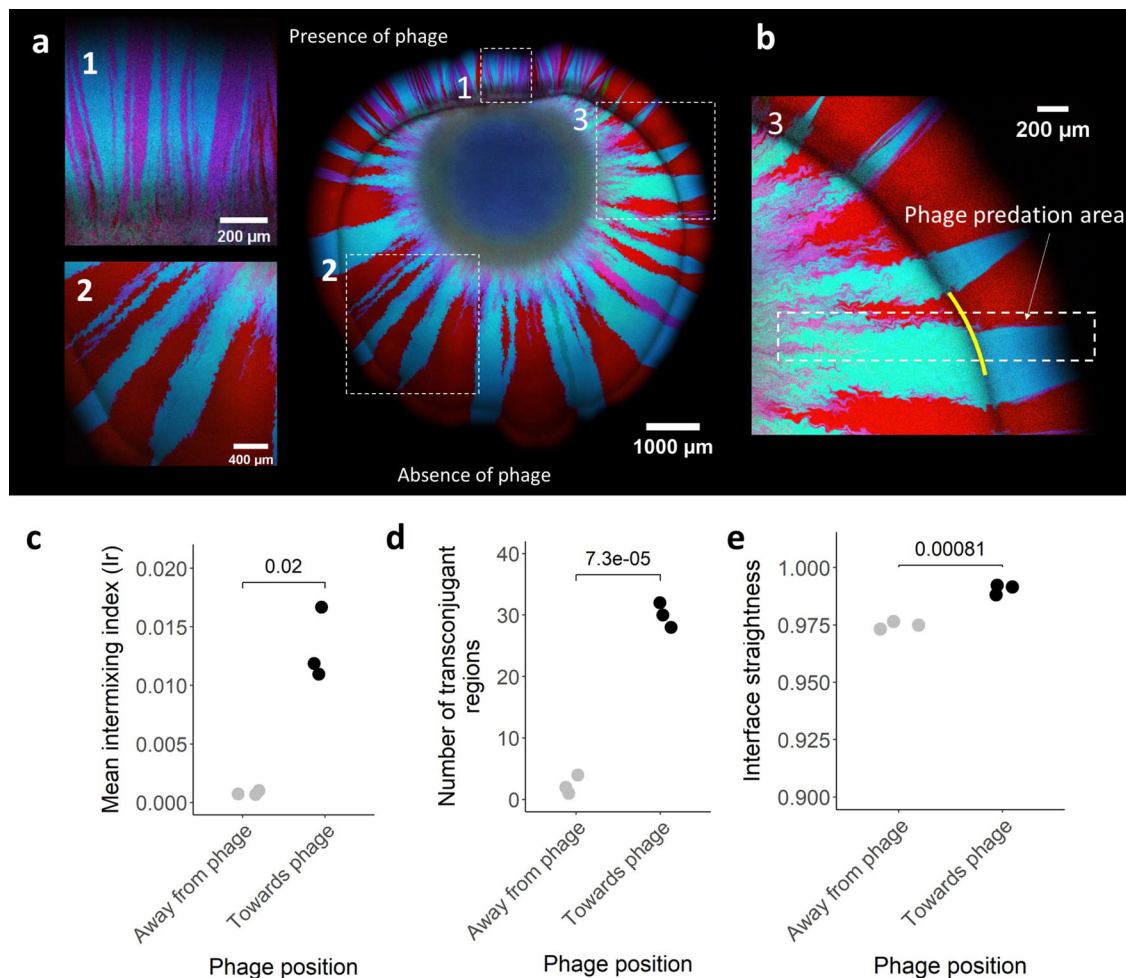 a
Presence of phage
b
1
1
3
3
200 µm
200 µm
Phage predation area
2
2
400 µm
1000 µm
Absence of phage
c
Mean intermixing index (Ir)
0.020
0.015
0.010
0.005
0.000
0.02
Away from phage
Towards phage
Phage position
d
Number of transconjugant
regions
40
30
20
10
0
7.3e-05
Away from phage
Towards phage
Phage position
e
Interface straightness
1.000
0.975
0.950
0.925
0.900
0.00081
Away from phage
Towards phage
Phage position